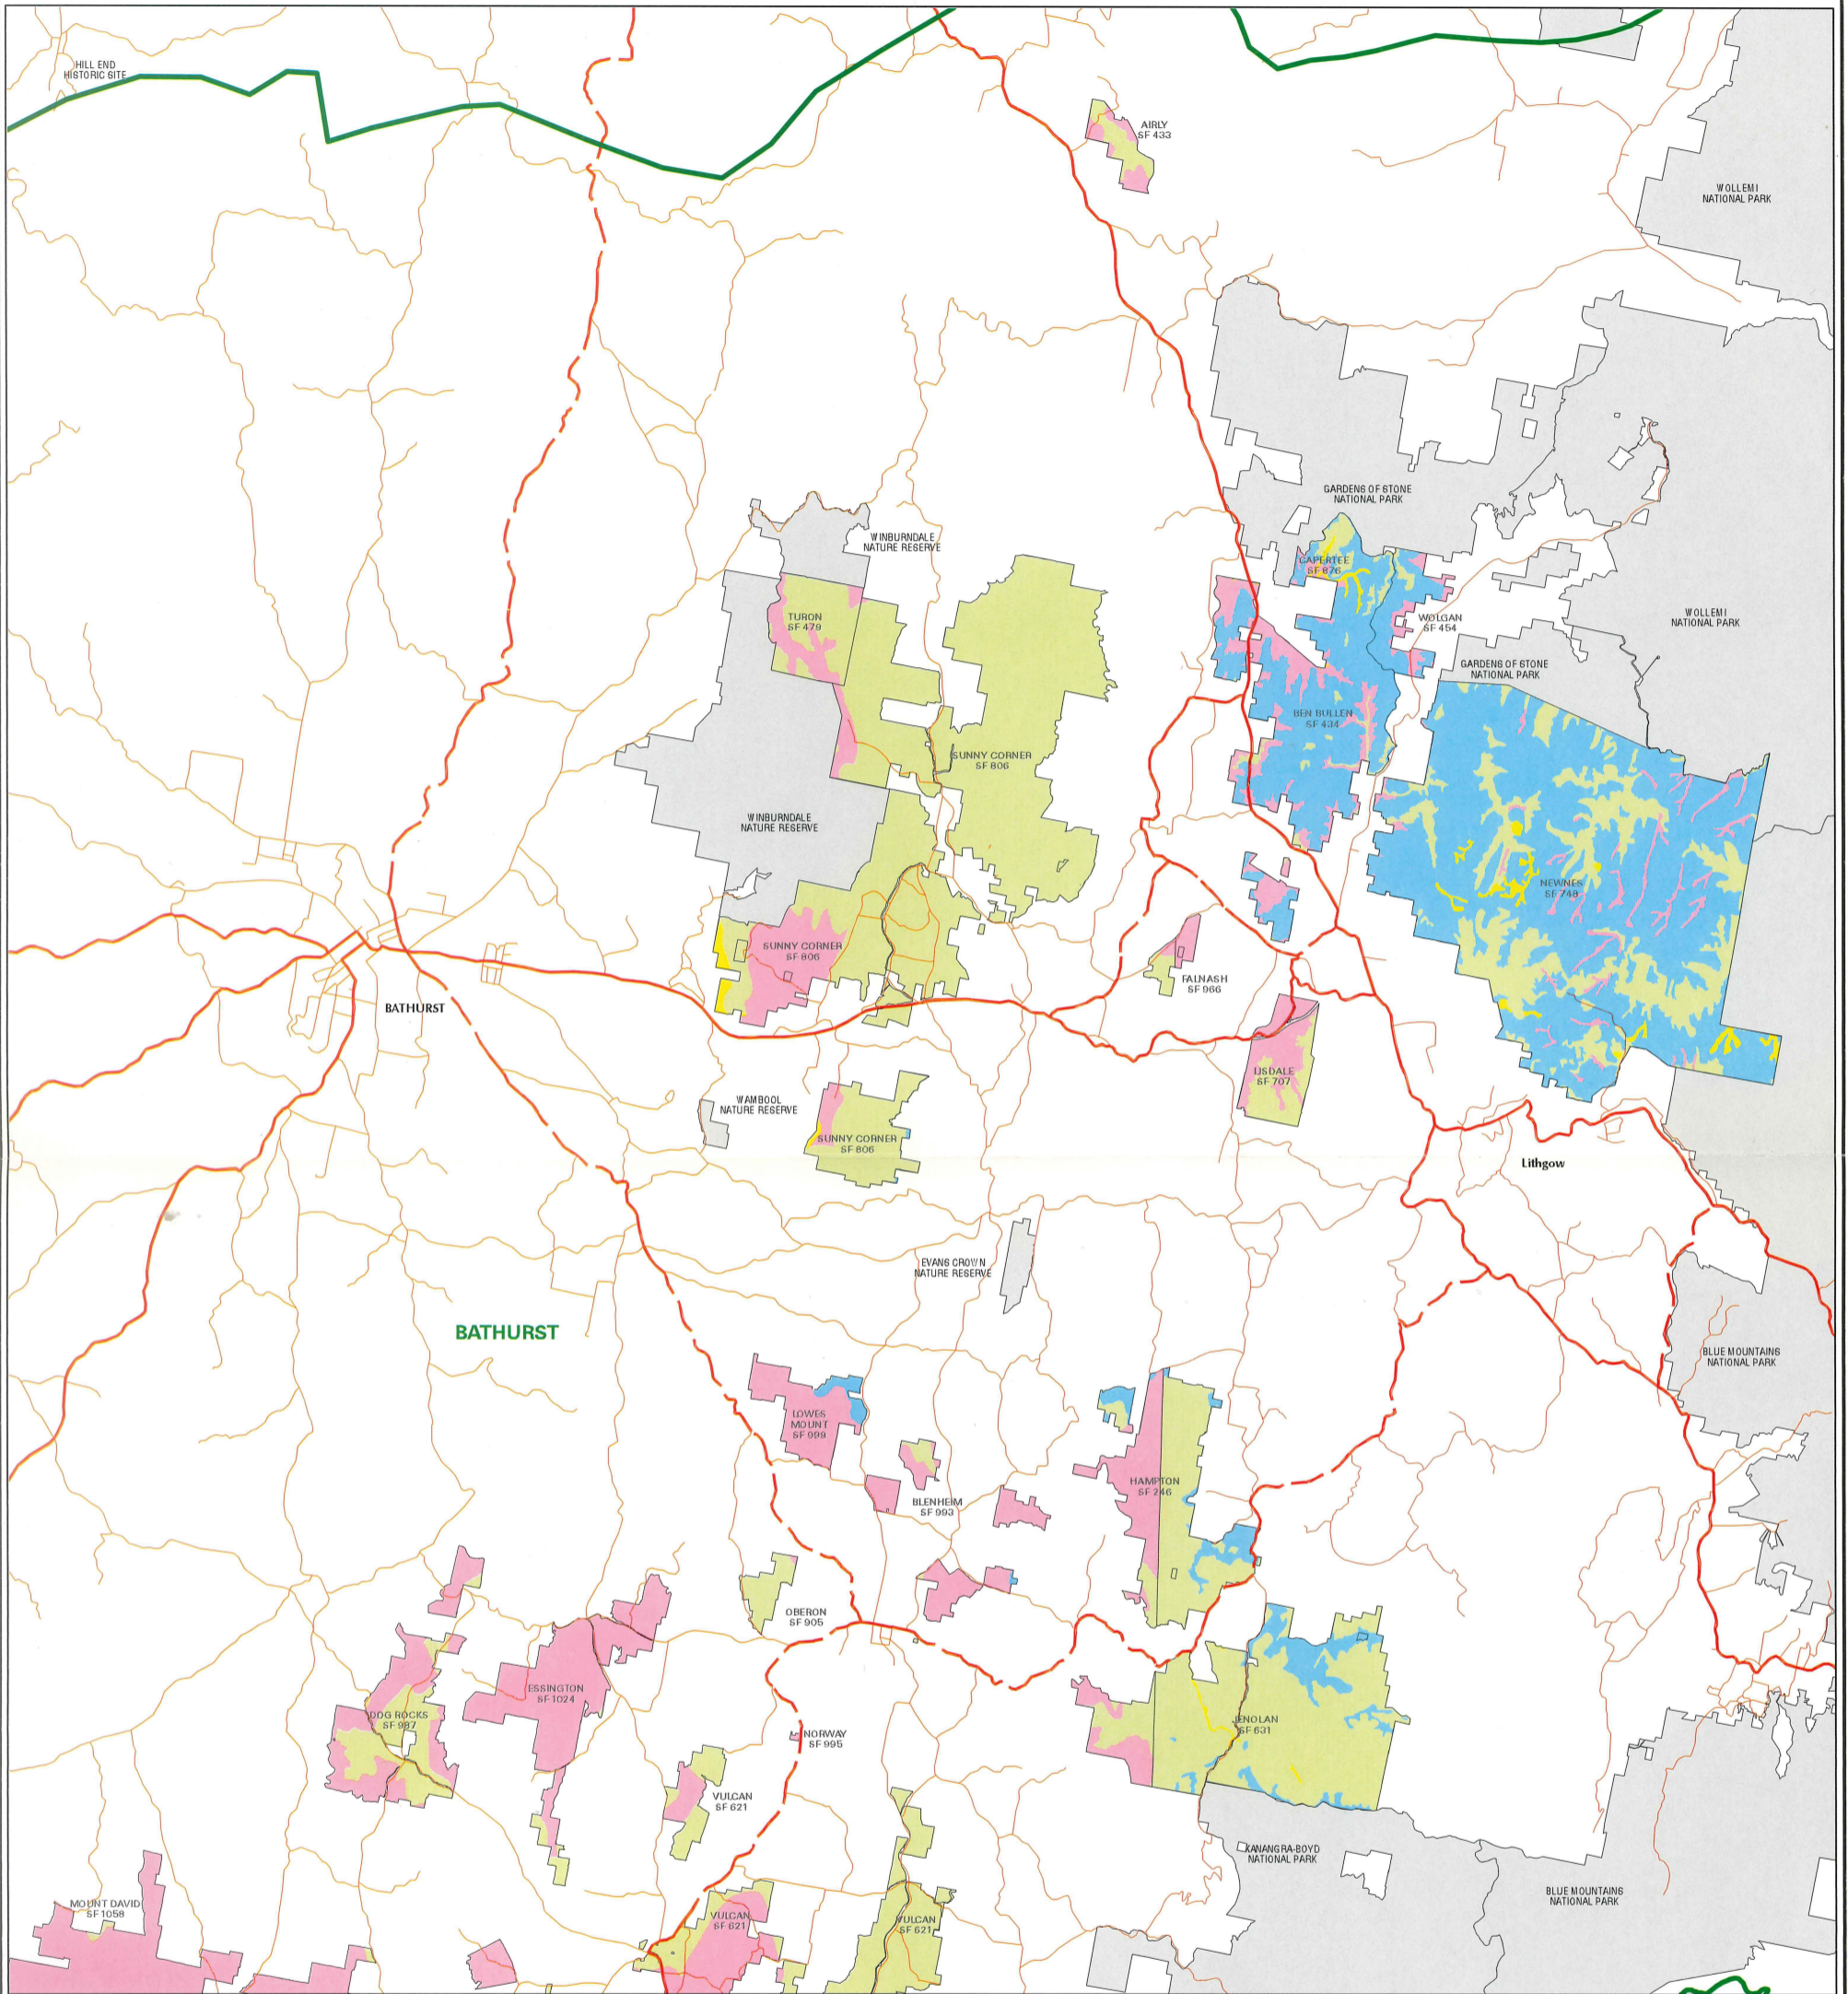 HILL END
HISTORIC SITE
AIRLY
SF 433
WOLLEMI
NATIONAL PARK
GARDENS OF STONE
NATIONAL PARK
WINBURNDALE
NATURE RESERVE
CAPERTEE
SF 876
TURON
SF 479
WOLGAN
SF 454
WOLLEMI
NATIONAL PARK
GARDENS OF STONE
NATIONAL PARK
BEN BULLEN
SF 434
SUNNY CORNER
SF 806
WINBURNDALE
NATURE RESERVE
NEWNES
SF 748
SUNNY CORNER
SF 806
FALNASH
SF 966
BATHURST
LISDALE
SF 707
WAMBOOL
NATURE RESERVE
SUNNY CORNER
SF 806
Lithgow
EVANS CROWN
NATURE RESERVE
BATHURST
BLUE MOUNTAINS
NATIONAL PARK
LOWES
MOUNT
SF 999
HAMPTON
SF 246
BLENHEIM
SF 993
OBERON
SF 905
ESSINGTON
SF 1024
DOG ROCKS
SF 987
JENOLAN
SF 631
NORWAY
SF 995
VULCAN
SF 621
KANANGRA-BOYD
NATIONAL PARK
BLUE MOUNTAINS
NATIONAL PARK
MOUNT DAVID
SF 1058
VULCAN
SF 621
VULCAN
SF 621